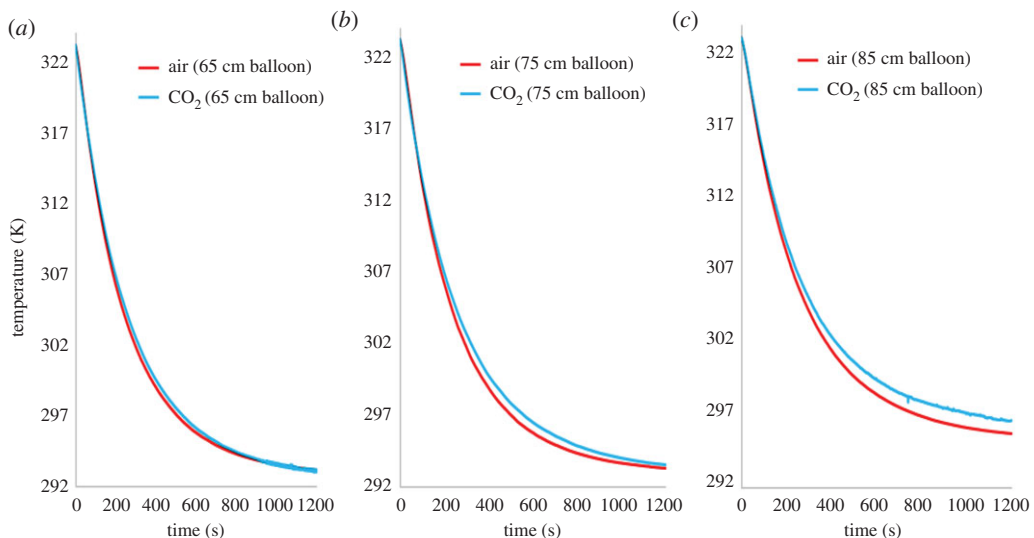 (a)
322
317
312
307
302
297
292
temperature (K)
air (65 cm balloon)
CO2 (65 cm balloon)
0 200 400 600 800 1000 1200
time (s)
(b)
322
317
312
307
302
297
292
air (75 cm balloon)
CO2 (75 cm balloon)
0 200 400 600 800 1000 1200
time (s)
(c)
322
317
312
307
302
297
292
air (85 cm balloon)
CO2 (85 cm balloon)
0 200 400 600 800 1000 1200
time (s)